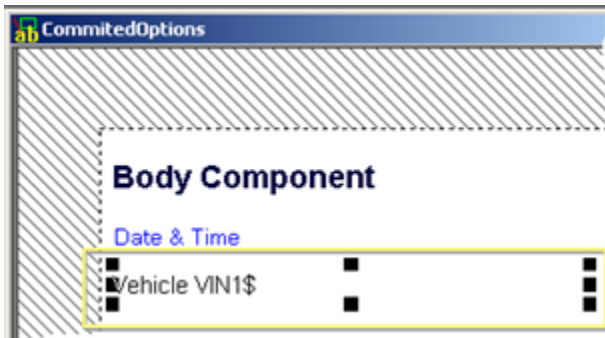 CommitedOptions
Body Component
Date & Time
Vehicle VIN1$